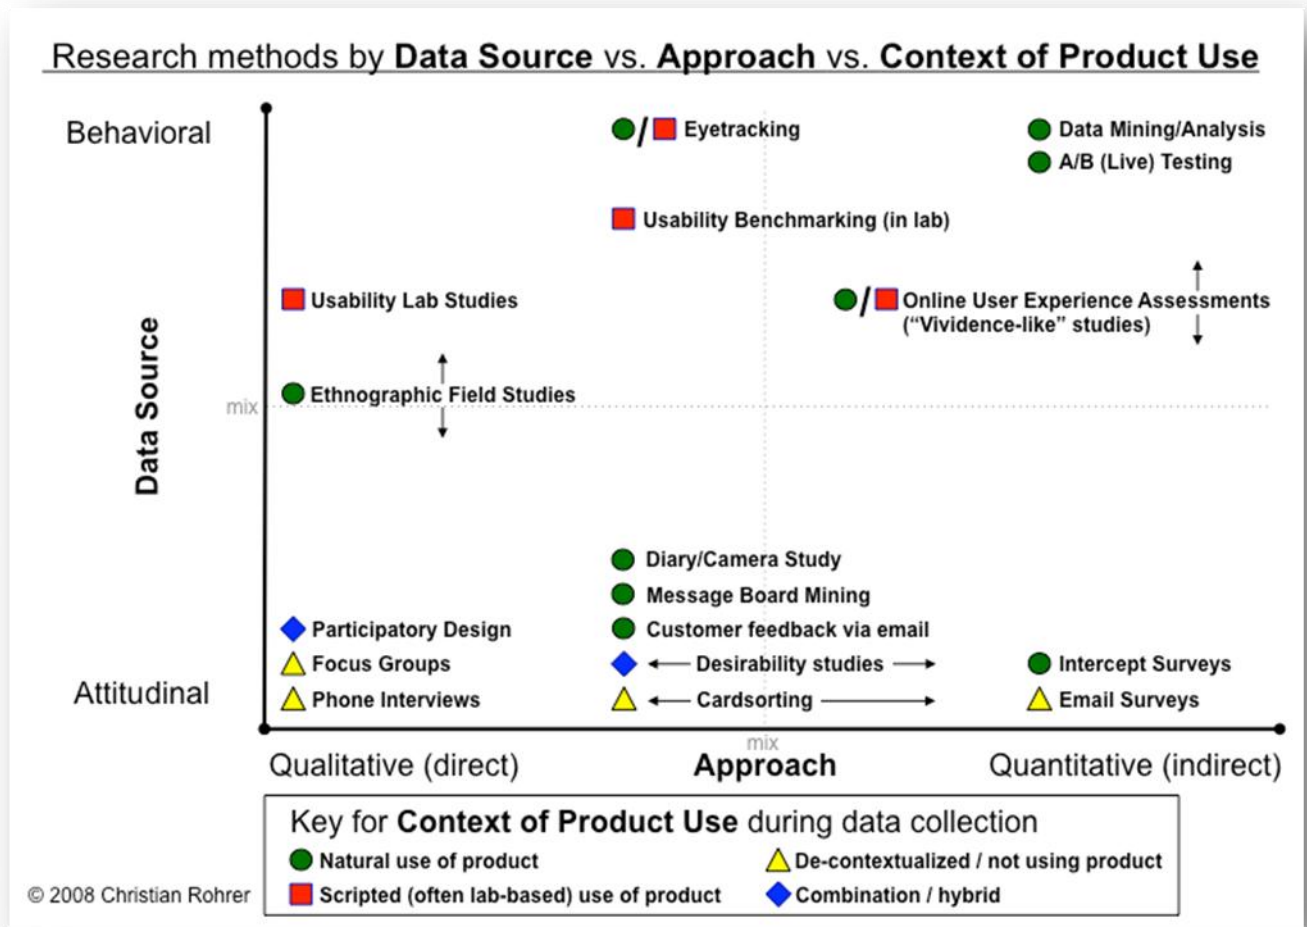 Research methods by Data Source vs. Approach vs. Context of Product Use
Behavioral
/ Eyetracking
Data Mining/Analysis
A/B (Live) Testing
Usability Benchmarking (in lab)
Usability Lab Studies
/ Online User Experience Assessments
(“Vividence-like” studies)
Data Source
Ethnographic Field Studies
mix
Diary/Camera Study
Message Board Mining
Participatory Design
Customer feedback via email
Focus Groups
Desirability studies
Intercept Surveys
Attitudinal
Phone Interviews
Cardsorting
Email Surveys
mix
Qualitative (direct)
Approach
Quantitative (indirect)
Key for Context of Product Use during data collection
Natural use of product
De-contextualized / not using product
Scripted (often lab-based) use of product
Combination / hybrid
© 2008 Christian Rohrer